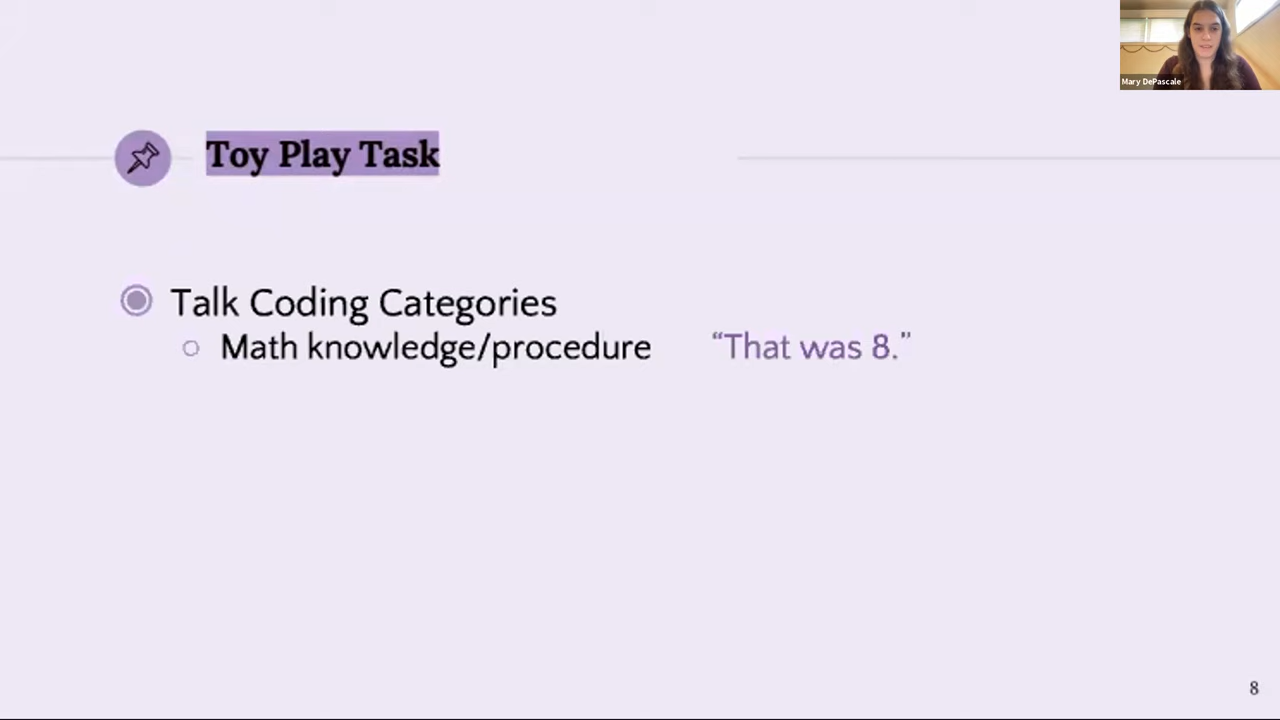 Mary DePascale
Toy Play Task
Talk Coding Categories
Math knowledge/procedure “That was 8.”
8